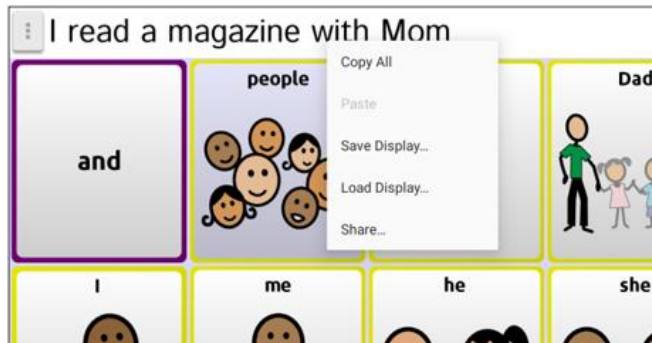 I read a magazine with Mom
Copy All
Paste
Save Display...
Load Display...
Share...
and
people
Dad
I
me
he
she